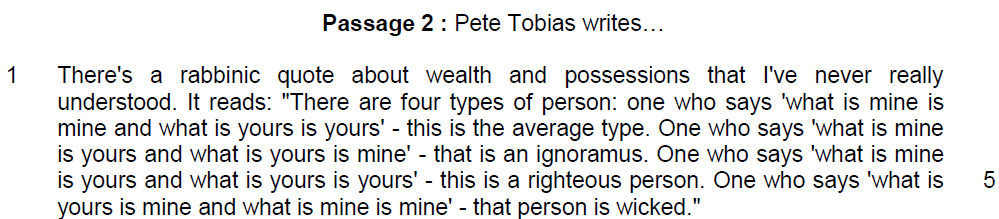 Passage 2 : Pete Tobias writes…
1 There's a rabbinic quote about wealth and possessions that I've never really
understood. It reads: "There are four types of person: one who says 'what is mine is
mine and what is yours is yours' - this is the average type. One who says 'what is mine
is yours and what is yours is mine' - that is an ignoramus. One who says 'what is mine
is yours and what is yours is yours' - this is a righteous person. One who says 'what is 5
yours is mine and what is mine is mine' - that person is wicked."